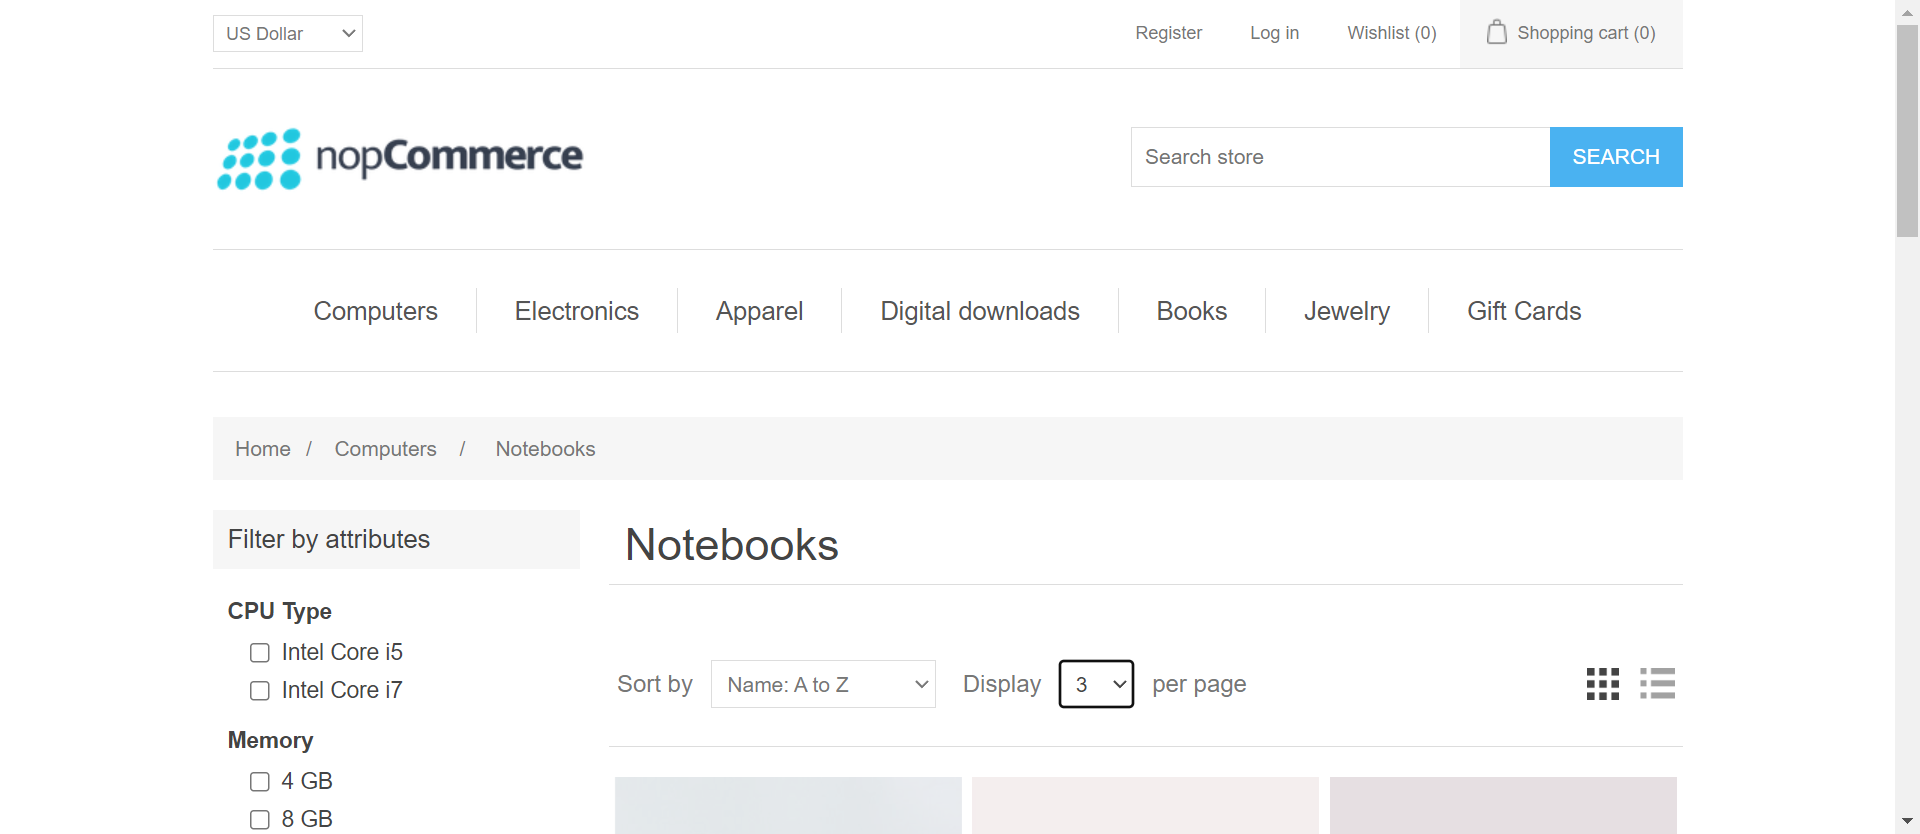 US Dollar Register Log in Wishlist (0) Shopping cart (0)
nopCommerce Search store SEARCH
Computers Electronics Apparel Digital downloads Books Jewelry Gift Cards
Home / Computers / Notebooks
Filter by attributes
CPU Type
Intel Core i5
Intel Core i7
Memory
4 GB
8 GB
Notebooks
Sort by Name: A to Z Display 3 per page